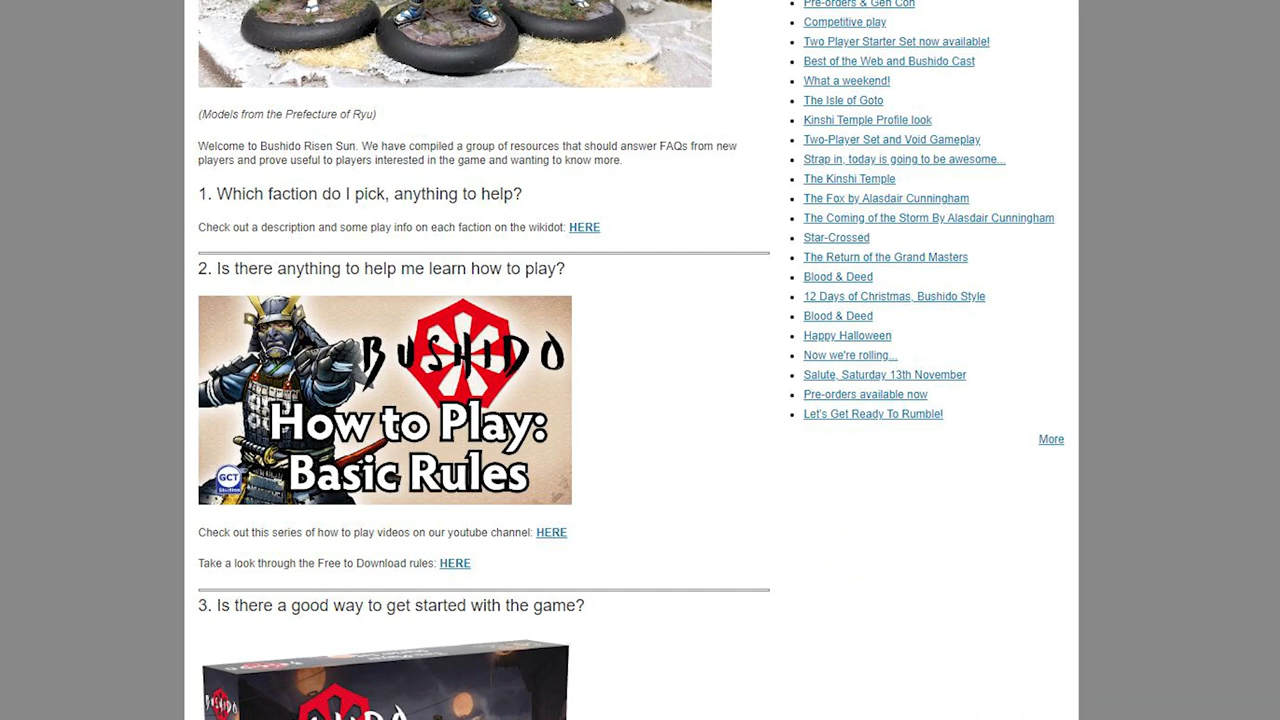 (Models from the Prefecture of Ryu)
Welcome to Bushido Risen Sun. We have compiled a group of resources that should answer FAQs from new
players and prove useful to players interested in the game and wanting to know more.
1. Which faction do I pick, anything to help?
Check out a description and some play info on each faction on the wikidot: HERE
2. Is there anything to help me learn how to play?
BUSHIDO
How to Play:
Basic Rules
GCT
Studios
Check out this series of how to play videos on our youtube channel: HERE
Take a look through the Free to Download rules: HERE
3. Is there a good way to get started with the game?
BUSHIDO
BUSHIDO
Pre-orders & Gen Con
Competitive play
Two Player Starter Set now available!
Best of the Web and Bushido Cast
What a weekend!
The Isle of Goto
Kinshi Temple Profile look
Two-Player Set and Void Gameplay
Strap in, today is going to be awesome...
The Kinshi Temple
The Fox by Alasdair Cunningham
The Coming of the Storm By Alasdair Cunningham
Star-Crossed
The Return of the Grand Masters
Blood & Deed
12 Days of Christmas, Bushido Style
Blood & Deed
Happy Halloween
Now we're rolling...
Salute, Saturday 13th November
Pre-orders available now
Let's Get Ready To Rumble!
More